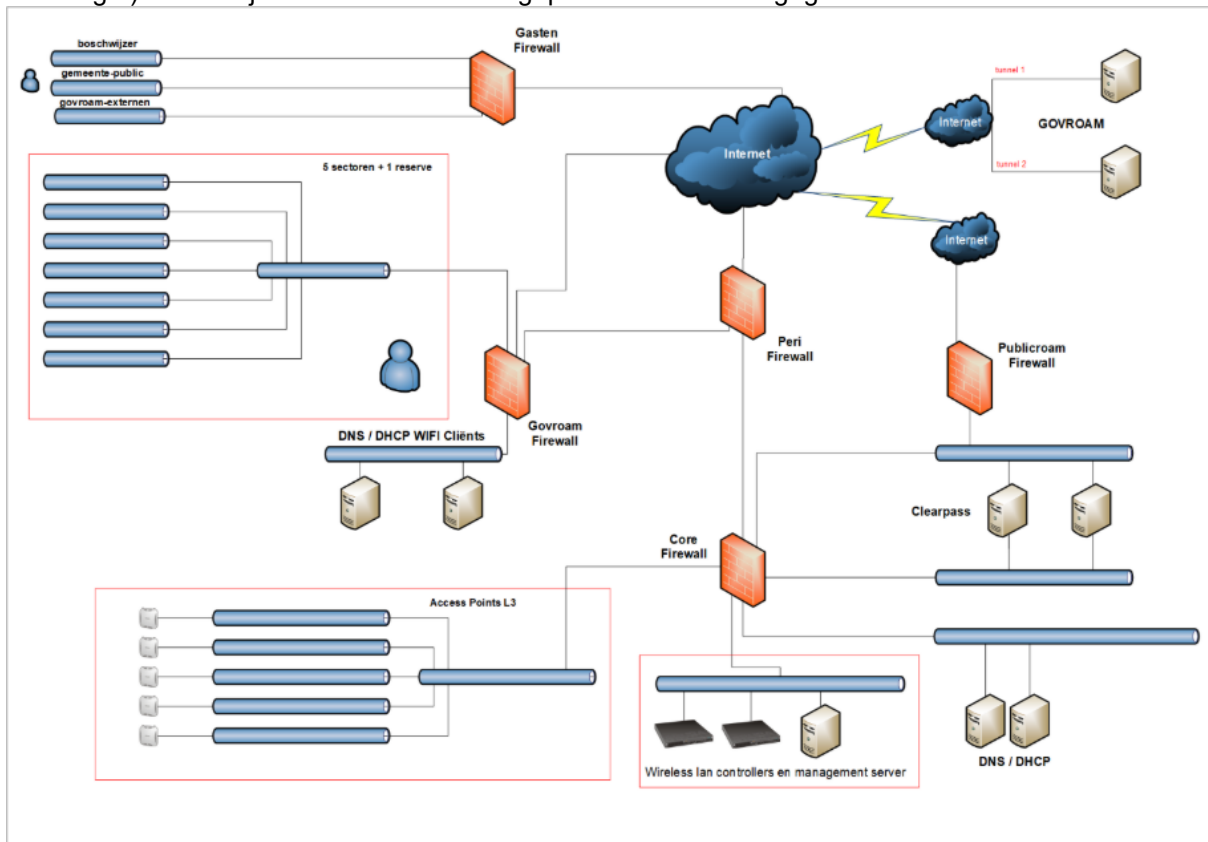 boschwijzer
gemeente-public
govroam-externen
Gasten
Firewall
Internet
Internet
tunnel 1
GOVROAM
tunnel 2
Internet
5 sectoren + 1 reserve
Peri
Firewall
Publicroam
Firewall
Govroam
Firewall
DNS / DHCP WIFI Cliënts
Clearpass
Core
Firewall
Access Points L3
Wireless lan controllers en management server
DNS / DHCP